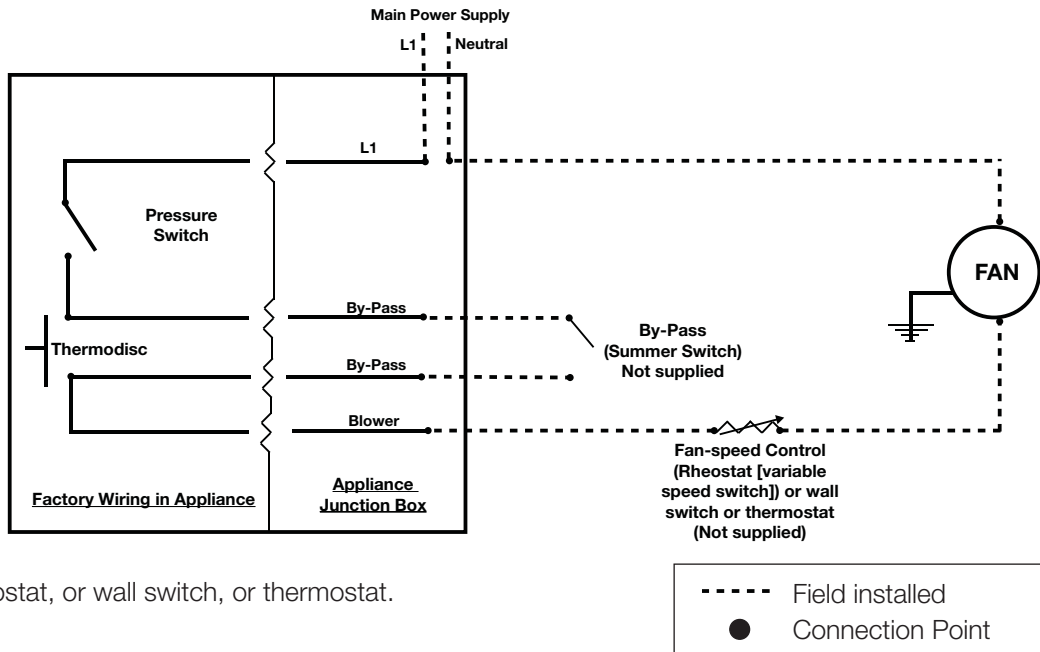 Main Power Supply
L1
Neutral
L1
Pressure
Switch
FAN
By-Pass
Thermodisc
By-Pass
(Summer Switch)
Not supplied
By-Pass
Blower
Fan-speed Control
(Rheostat [variable
speed switch]) or wall
switch or thermostat
(Not supplied)
Factory Wiring in Appliance
Appliance
Junction Box
ostat, or wall switch, or thermostat.
Field installed
Connection Point